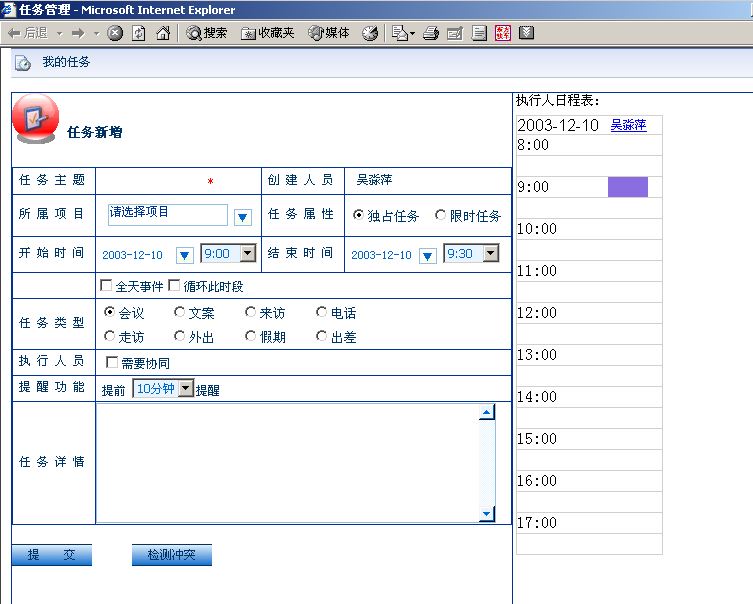 任务管理 - Microsoft Internet Explorer
后退 搜索 收藏夹 媒体
我的任务
任务新增
任务主题 * 创建人员 吴淼萍
所属项目 请选择项目 任务属性 独占任务 限时任务
开始时间 2003-12-10 9:00 结束时间 2003-12-10 9:30
全天事件 循环此时段
任务类型 会议 文案 来访 电话
走访 外出 假期 出差
执行人员 需要协同
提醒功能 提前 10分钟 提醒
任务详情
提 交 检测冲突
执行人日程表:
2003-12-10 吴淼萍
8:00
9:00
10:00
11:00
12:00
13:00
14:00
15:00
16:00
17:00